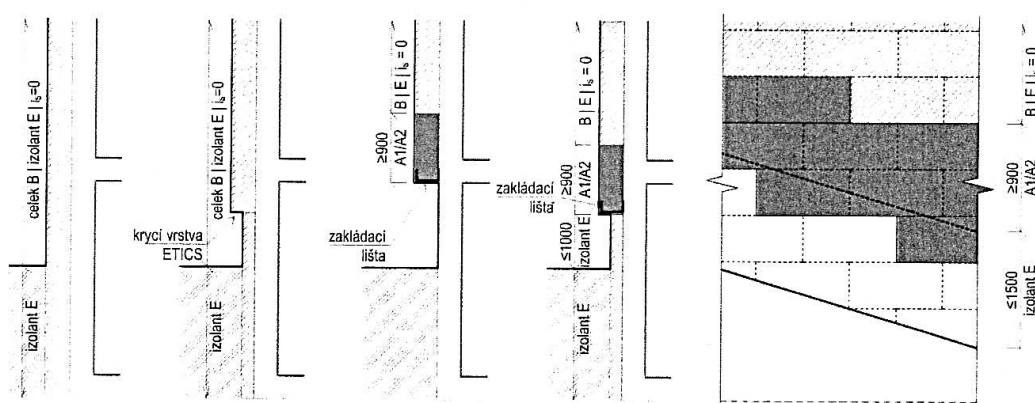 celek B | izolant E | iₛ=0
izolant E
celek B | izolant E | iₛ=0
krycí vrstva
ETICS
izolant E
B | E | iₛ = 0
≥900
A1/A2
zakládací
lišta
B | E | iₛ = 0
≥900
A1/A2
zakládací
lišta
≤1000
izolant E
B | E | iₛ = 0
≥900
A1/A2
≤1500
izolant E